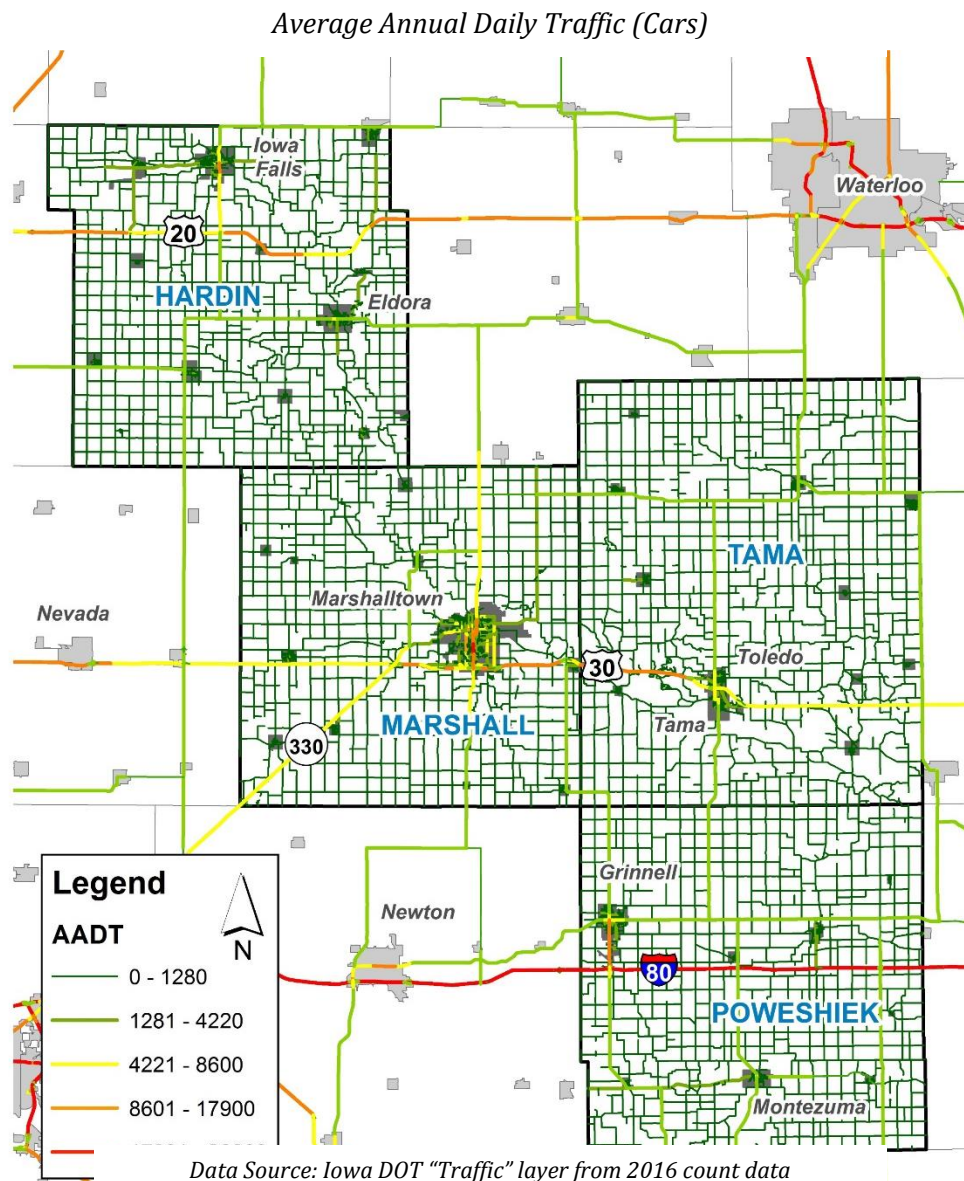 Average Annual Daily Traffic (Cars)
Iowa
Falls
Waterloo
20
HARDIN
Eldora
TAMA
Marshalltown
Nevada
30
Toledo
MARSHALL
Tama
330
Grinnell
Legend
Newton
AADT
N
0 - 1280
80
1281 - 4220
POWESHIEK
4221 - 8600
8601 - 17900
Montezuma
Data Source: Iowa DOT “Traffic” layer from 2016 count data